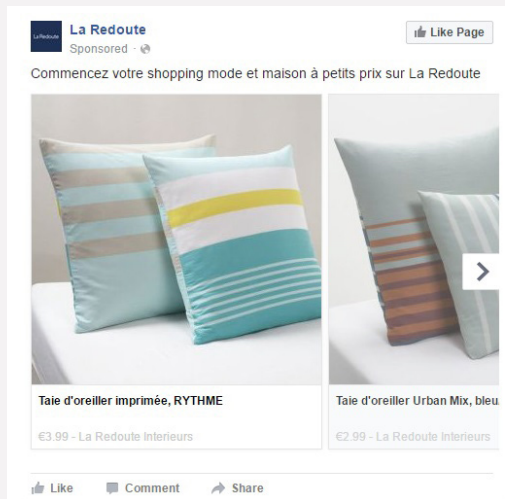 La Redoute
La Redoute
Sponsored ·
Like Page
Commencez votre shopping mode et maison à petits prix sur La Redoute
Taie d'oreiller imprimée, RYTHME
€3.99 - La Redoute Interieurs
Taie d'oreiller Urban Mix, bleu
€2.99 - La Redoute Interieurs
Like
Comment
Share